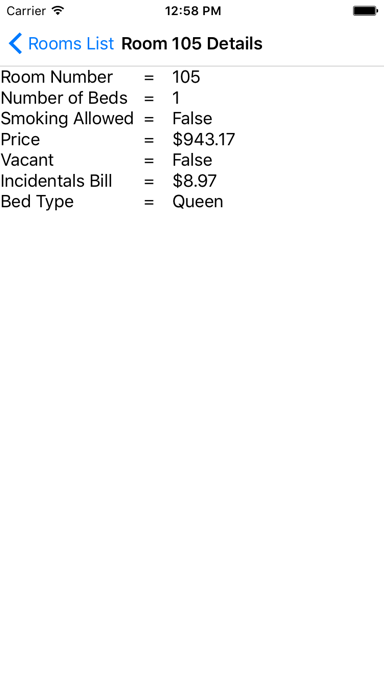 Carrier 12:58 PM
Rooms List Room 105 Details
Room Number = 105
Number of Beds = 1
Smoking Allowed = False
Price = $943.17
Vacant = False
Incidentals Bill = $8.97
Bed Type = Queen